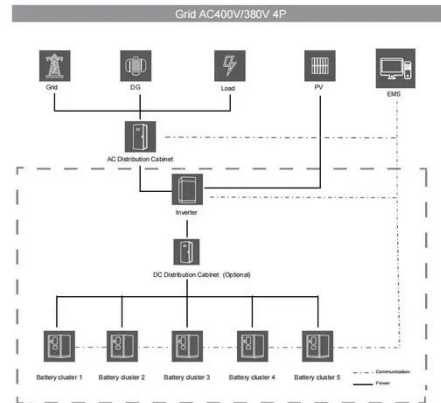 Grid AC400V/380V 4P
Grid
DG
Load
PV
EMS
AC Distribution Cabinet
Inverter
DC Distribution Cabinet (Optional)
Battery cluster 1
Battery cluster 2
Battery cluster 3
Battery cluster 4
Battery cluster 5
Communication
Power